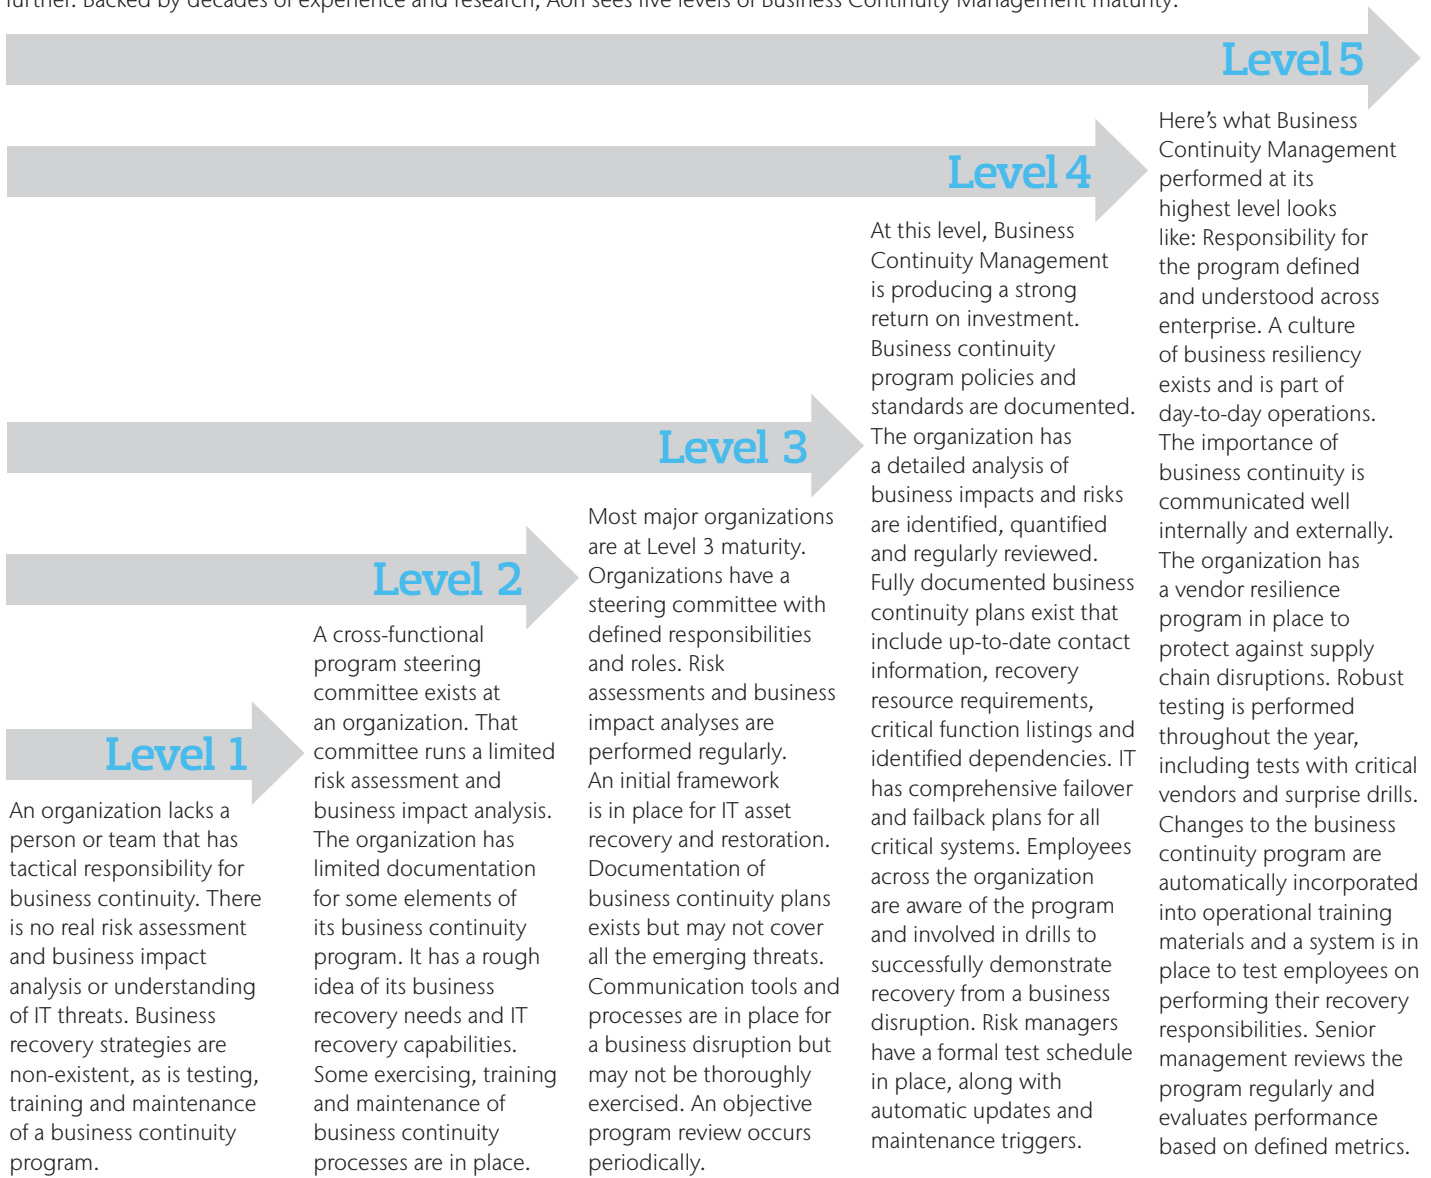 further. Backed by decades of experience and research, Aon sees five levels of Business Continuity Management maturity:
Level 5
Here’s what Business
Continuity Management
performed at its
highest level looks
like: Responsibility for
the program defined
and understood across
enterprise. A culture
of business resiliency
exists and is part of
day-to-day operations.
The importance of
business continuity is
communicated well
internally and externally.
The organization has
a vendor resilience
program in place to
protect against supply
chain disruptions. Robust
testing is performed
throughout the year,
including tests with critical
vendors and surprise drills.
Changes to the business
continuity program are
automatically incorporated
into operational training
materials and a system is in
place to test employees on
performing their recovery
responsibilities. Senior
management reviews the
program regularly and
evaluates performance
based on defined metrics.
Level 4
At this level, Business
Continuity Management
is producing a strong
return on investment.
Business continuity
program policies and
standards are documented.
The organization has
a detailed analysis of
business impacts and risks
are identified, quantified
and regularly reviewed.
Fully documented business
continuity plans exist that
include up-to-date contact
information, recovery
resource requirements,
critical function listings and
identified dependencies. IT
has comprehensive failover
and failback plans for all
critical systems. Employees
across the organization
are aware of the program
and involved in drills to
successfully demonstrate
recovery from a business
disruption. Risk managers
have a formal test schedule
in place, along with
automatic updates and
maintenance triggers.
Level 3
Most major organizations
are at Level 3 maturity.
Organizations have a
steering committee with
defined responsibilities
and roles. Risk
assessments and business
impact analyses are
performed regularly.
An initial framework
is in place for IT asset
recovery and restoration.
Documentation of
business continuity plans
exists but may not cover
all the emerging threats.
Communication tools and
processes are in place for
a business disruption but
may not be thoroughly
exercised. An objective
program review occurs
periodically.
Level 2
A cross-functional
program steering
committee exists at
an organization. That
committee runs a limited
risk assessment and
business impact analysis.
The organization has
limited documentation
for some elements of
its business continuity
program. It has a rough
idea of its business
recovery needs and IT
recovery capabilities.
Some exercising, training
and maintenance of
business continuity
processes are in place.
Level 1
An organization lacks a
person or team that has
tactical responsibility for
business continuity. There
is no real risk assessment
and business impact
analysis or understanding
of IT threats. Business
recovery strategies are
non-existent, as is testing,
training and maintenance
of a business continuity
program.